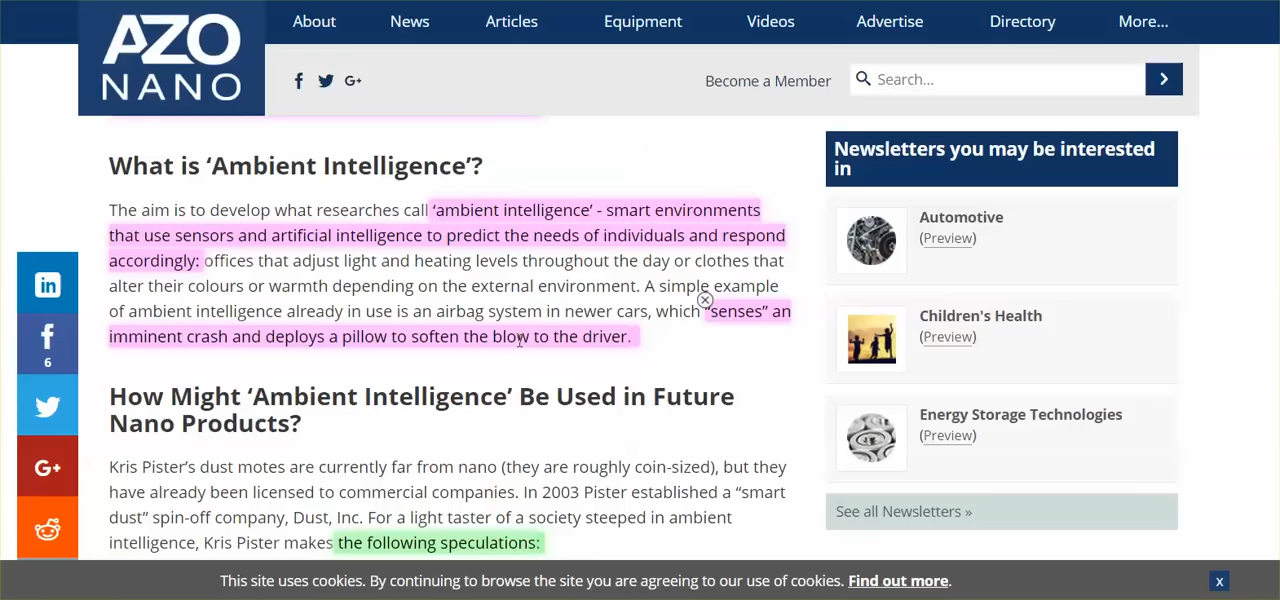 AZO
NANO
About
News
Articles
Equipment
Videos
Advertise
Directory
More...
Become a Member
Search...
What is ‘Ambient Intelligence’?
The aim is to develop what researches call ‘ambient intelligence’ - smart environments
that use sensors and artificial intelligence to predict the needs of individuals and respond
accordingly: offices that adjust light and heating levels throughout the day or clothes that
alter their colours or warmth depending on the external environment. A simple example
of ambient intelligence already in use is an airbag system in newer cars, which “senses” an
imminent crash and deploys a pillow to soften the blow to the driver.
How Might ‘Ambient Intelligence’ Be Used in Future
Nano Products?
Kris Pister’s dust motes are currently far from nano (they are roughly coin-sized), but they
have already been licensed to commercial companies. In 2003 Pister established a “smart
dust” spin-off company, Dust, Inc. For a light taster of a society steeped in ambient
intelligence, Kris Pister makes the following speculations:
6
Newsletters you may be interested
in
Automotive
(Preview)
Children's Health
(Preview)
Energy Storage Technologies
(Preview)
See all Newsletters »
This site uses cookies. By continuing to browse the site you are agreeing to our use of cookies. Find out more.
x